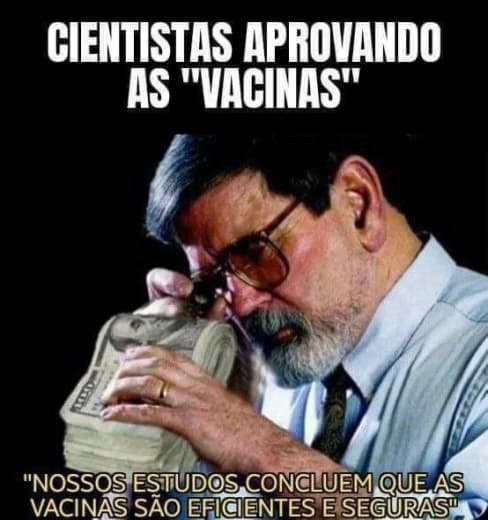 CIENTISTAS APROVANDO
AS "VACINAS"
"NOSSOS ESTUDOS CONCLUEM QUE AS
VACINAS SÃO EFICIENTES E SEGURAS"